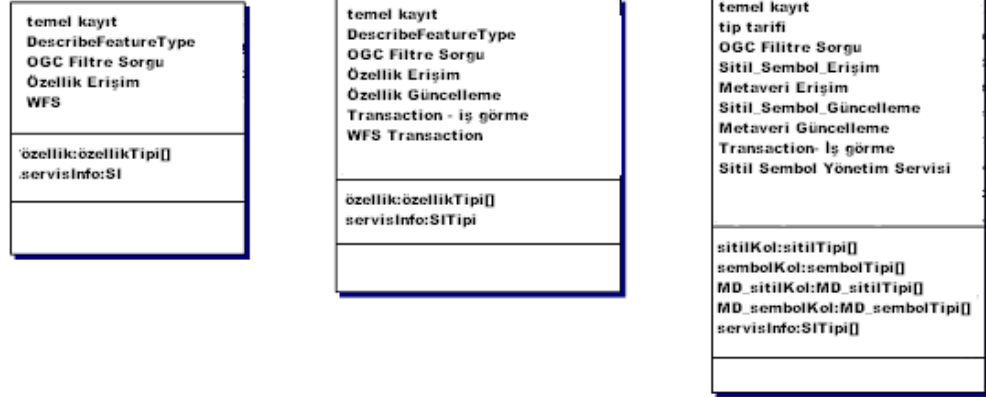 temel kayıt
DescribeFeatureType
OGC Filtre Sorgu
Özellik Erişim
WFS
özellik:özellikTipi[]
servisInfo:SI
temel kayıt
DescribeFeatureType
OGC Filtre Sorgu
Özellik Erişim
Özellik Güncelleme
Transaction - iş görme
WFS Transaction
özellik:özellikTipi[]
servisInfo:SITipi
temel kayıt
tip tarifi
OGC Filitre Sorgu
Sitil_Sembol_Erişim
Metaveri Erişim
Sitil_Sembol_Güncelleme
Metaveri Güncelleme
Transaction- İş görme
Sitil Sembol Yönetim Servisi
sitilKol:sitilTipi[]
sembolKol:sembolTipi[]
MD_sitilKol:MD_sitilTipi[]
MD_sembolKol:MD_sembolTipi[]
servisInfo:SITipi[]